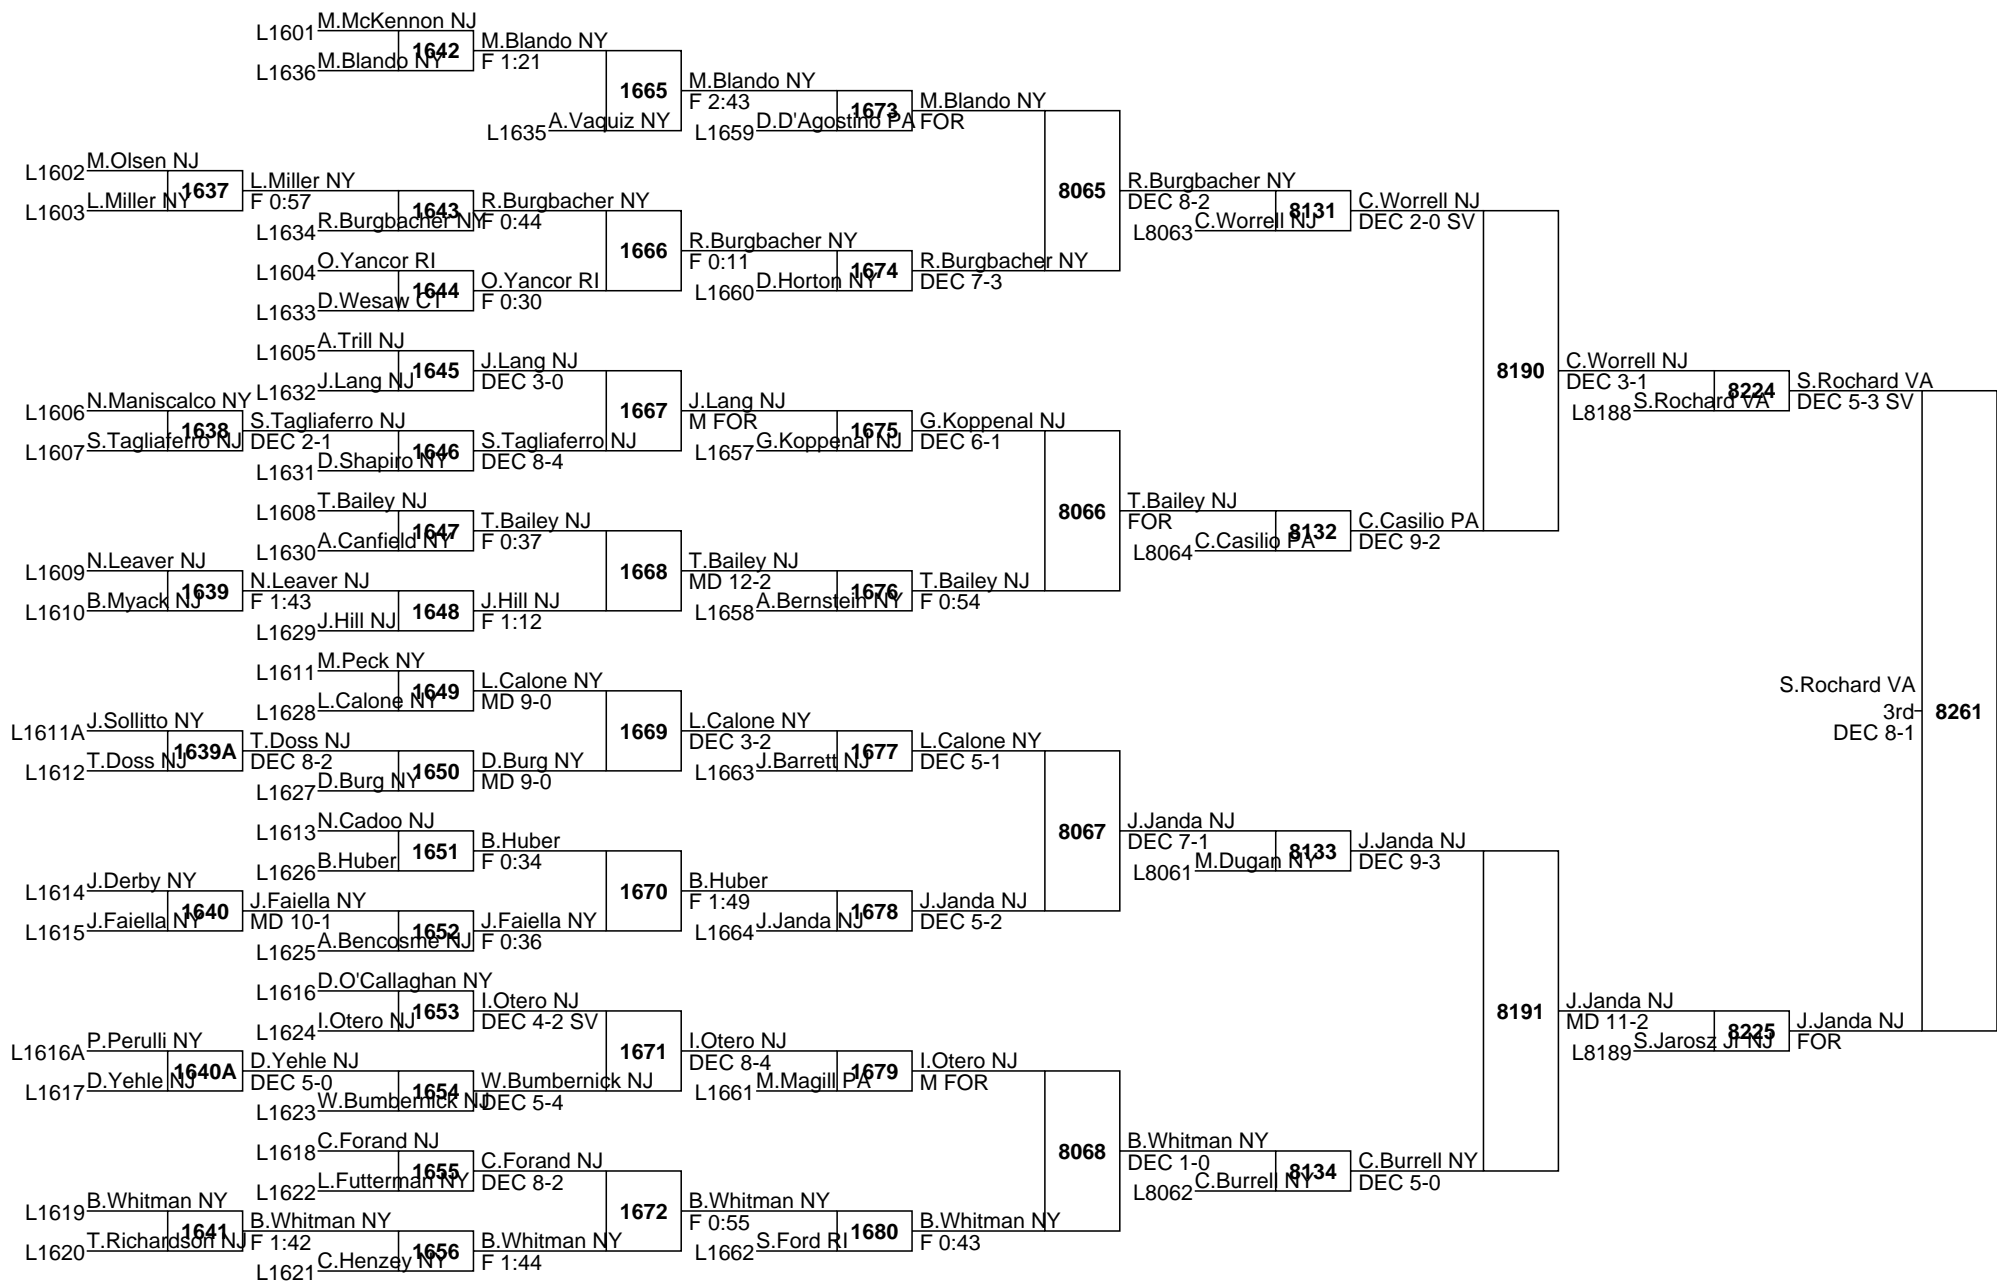 L1601 M.McKennon NJ
1642
L1636 M.Blando NY
M.Blando NY
F 1:21
1665
L1635 A.Vaquiz NY
M.Blando NY
F 2:43
1673
L1659 D.D'Agostino PA
M.Blando NY
FOR
L1602 M.Olsen NJ
1637
L1603 L.Miller NY
L.Miller NY
F 0:57
1643
L1634 R.Burgbacher NY
R.Burgbacher NY
F 0:44
1666
L1604 O.Yancor RI
1644
L1633 D.Wesaw CT
O.Yancor RI
F 0:30
R.Burgbacher NY
F 0:11
1674
L1660 D.Horton NY
R.Burgbacher NY
DEC 7-3
8065
R.Burgbacher NY
DEC 8-2
8131
L8063 C.Worrell NJ
C.Worrell NJ
DEC 2-0 SV
L1605 A.Trill NJ
1645
L1632 J.Lang NJ
J.Lang NJ
DEC 3-0
1667
L1606 N.Maniscalco NY
1638
L1607 S.Tagliaferro NJ
S.Tagliaferro NJ
DEC 2-1
1646
L1631 D.Shapiro NY
S.Tagliaferro NJ
DEC 8-4
J.Lang NJ
M FOR
1675
L1657 G.Koppenal NJ
G.Koppenal NJ
DEC 6-1
8066
L1608 T.Bailey NJ
1647
L1630 A.Canfield NY
T.Bailey NJ
F 0:37
1668
L1609 N.Leaver NJ
1639
L1610 B.Myack NJ
N.Leaver NJ
F 1:43
1648
L1629 J.Hill NJ
J.Hill NJ
F 1:12
T.Bailey NJ
MD 12-2
1676
L1658 A.Bernstein NY
T.Bailey NJ
F 0:54
T.Bailey NJ
FOR
8132
L8064 C.Casilio PA
C.Casilio PA
DEC 9-2
8190
C.Worrell NJ
DEC 3-1
8224
L8188 S.Rochard VA
S.Rochard VA
DEC 5-3 SV
L1611 M.Peck NY
1649
L1628 L.Calone NY
L.Calone NY
MD 9-0
1669
L1611A J.Sollitto NY
1639A
L1612 T.Doss NJ
T.Doss NJ
DEC 8-2
1650
L1627 D.Burg NY
D.Burg NY
MD 9-0
L.Calone NY
DEC 3-2
1677
L1663 J.Barrett NJ
L.Calone NY
DEC 5-1
8067
L1613 N.Cadoo NJ
1651
L1626 B.Huber
B.Huber
F 0:34
1670
L1614 J.Derby NY
1640
L1615 J.Faiella NY
J.Faiella NY
MD 10-1
1652
L1625 A.Bencosme NJ
J.Faiella NY
F 0:36
B.Huber
F 1:49
1678
L1664 J.Janda NJ
J.Janda NJ
DEC 5-2
J.Janda NJ
DEC 7-1
8133
L8061 M.Dugan NY
J.Janda NJ
DEC 9-3
L1616 D.O'Callaghan NY
1653
L1624 I.Otero NJ
I.Otero NJ
DEC 4-2 SV
1671
L1616A P.Perulli NY
1640A
L1617 D.Yehle NJ
D.Yehle NJ
DEC 5-0
1654
L1623 W.Bumbernick NJ
W.Bumbernick NJ
DEC 5-4
I.Otero NJ
DEC 8-4
1679
L1661 M.Magill PA
I.Otero NJ
M FOR
8068
L1618 C.Forand NJ
1655
L1622 L.Futterman NY
C.Forand NJ
DEC 8-2
1672
L1619 B.Whitman NY
1641
L1620 T.Richardson NJ
B.Whitman NY
F 1:42
1656
L1621 C.Henzey NY
B.Whitman NY
F 1:44
B.Whitman NY
F 0:55
1680
L1662 S.Ford RI
B.Whitman NY
F 0:43
B.Whitman NY
DEC 1-0
8134
L8062 C.Burrell NY
C.Burrell NY
DEC 5-0
8191
J.Janda NJ
MD 11-2
8225
L8189 S.Jarosz Jr NJ
J.Janda NJ
FOR
S.Rochard VA
3rd
DEC 8-1
8261